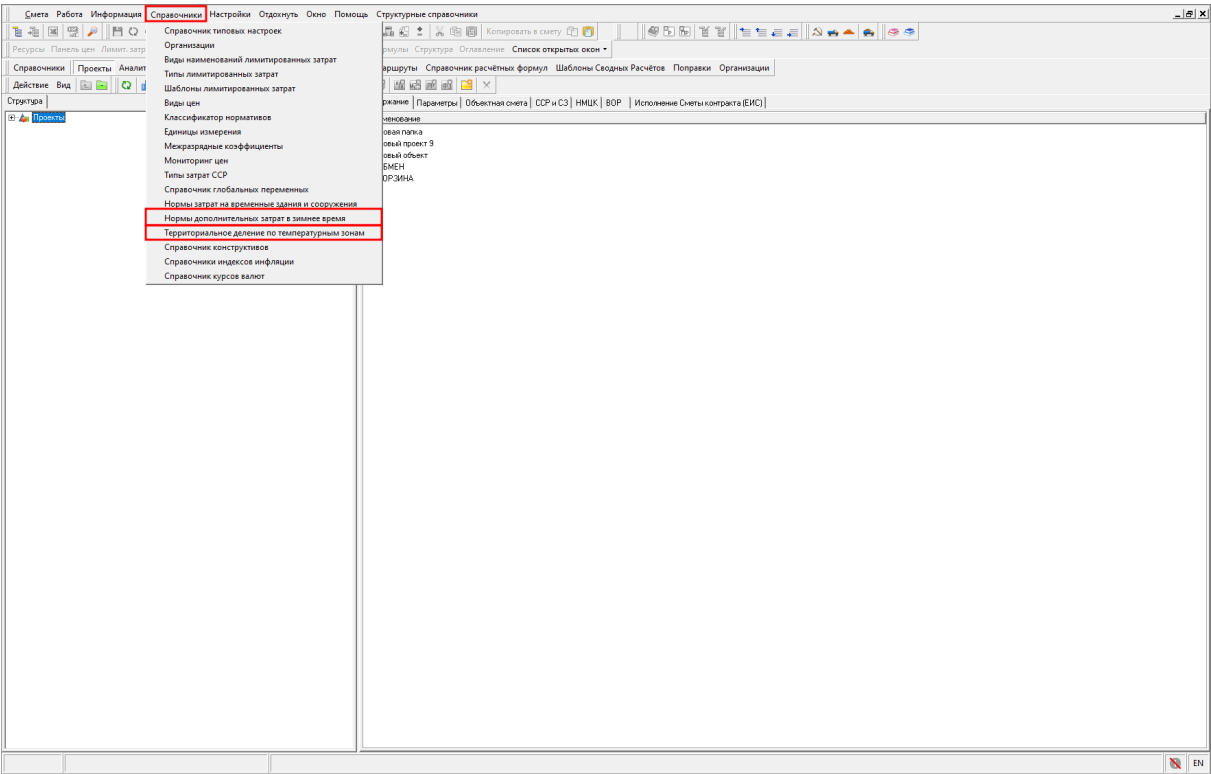 Смета Работа Информация Справочники Настройки Отдохнуть Окно Помощь Структурные справочники
Копировать в смету
Ресурсы Панель цен Лимит. затр
Структура Оглавление Список открытых окон
Справочники Проекты
Справочник расчётных формул Шаблоны Сводных Расчётов Поправки Организации
Действие Вид
Структура
Параметры Объектная смета ССР и СЗ НМЦК ВОР Исполнение Сметы контракта (ЕИС)
Проекты
Справочник типовых настроек
Организации
Виды наименований лимитированных затрат
Типы лимитированных затрат
Шаблоны лимитированных затрат
Виды цен
Классификатор нормативов
Единицы измерения
Межразрядные коэффициенты
Мониторинг цен
Типы затрат ССР
Справочник глобальных переменных
Нормы затрат на временные здания и сооружения
Нормы дополнительных затрат в зимнее время
Территориальное деление по температурным зонам
Справочник конструктивов
Справочники индексов инфляции
Справочник курсов валют
менование
овая папка
овый проект 9
овый объект
БМЕН
ОРЗИНА
EN